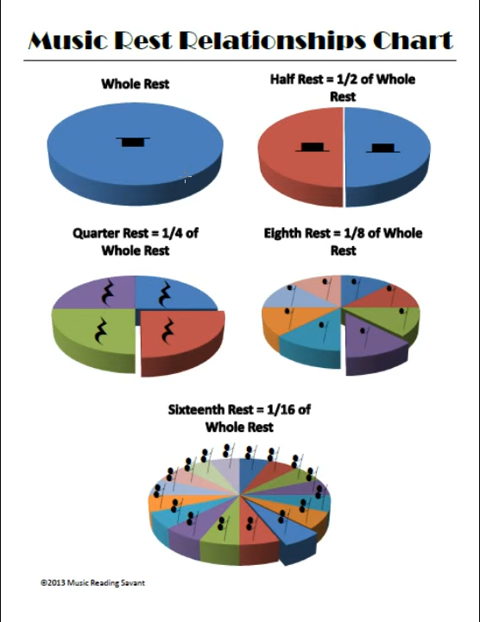 Music Rest Relationships Chart
Whole Rest
Half Rest = 1/2 of Whole
Rest
Quarter Rest = 1/4 of
Whole Rest
Eighth Rest = 1/8 of Whole
Rest
Sixteenth Rest = 1/16 of
Whole Rest
©2013 Music Reading Savant